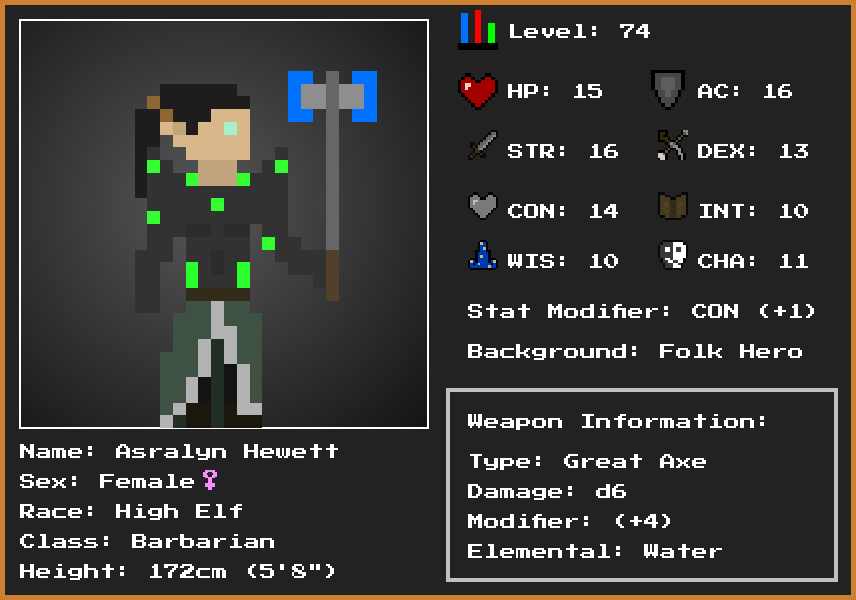 Level: 74
HP: 15
AC: 16
STR: 16
DEX: 13
CON: 14
INT: 10
WIS: 10
CHA: 11
Stat Modifier: CON (+1)
Background: Folk Hero
Weapon Information:
Type: Great Axe
Damage: d6
Modifier: (+4)
Elemental: Water
Name: Asralyn Hewett
Sex: Female♀
Race: High Elf
Class: Barbarian
Height: 172cm (5'8")